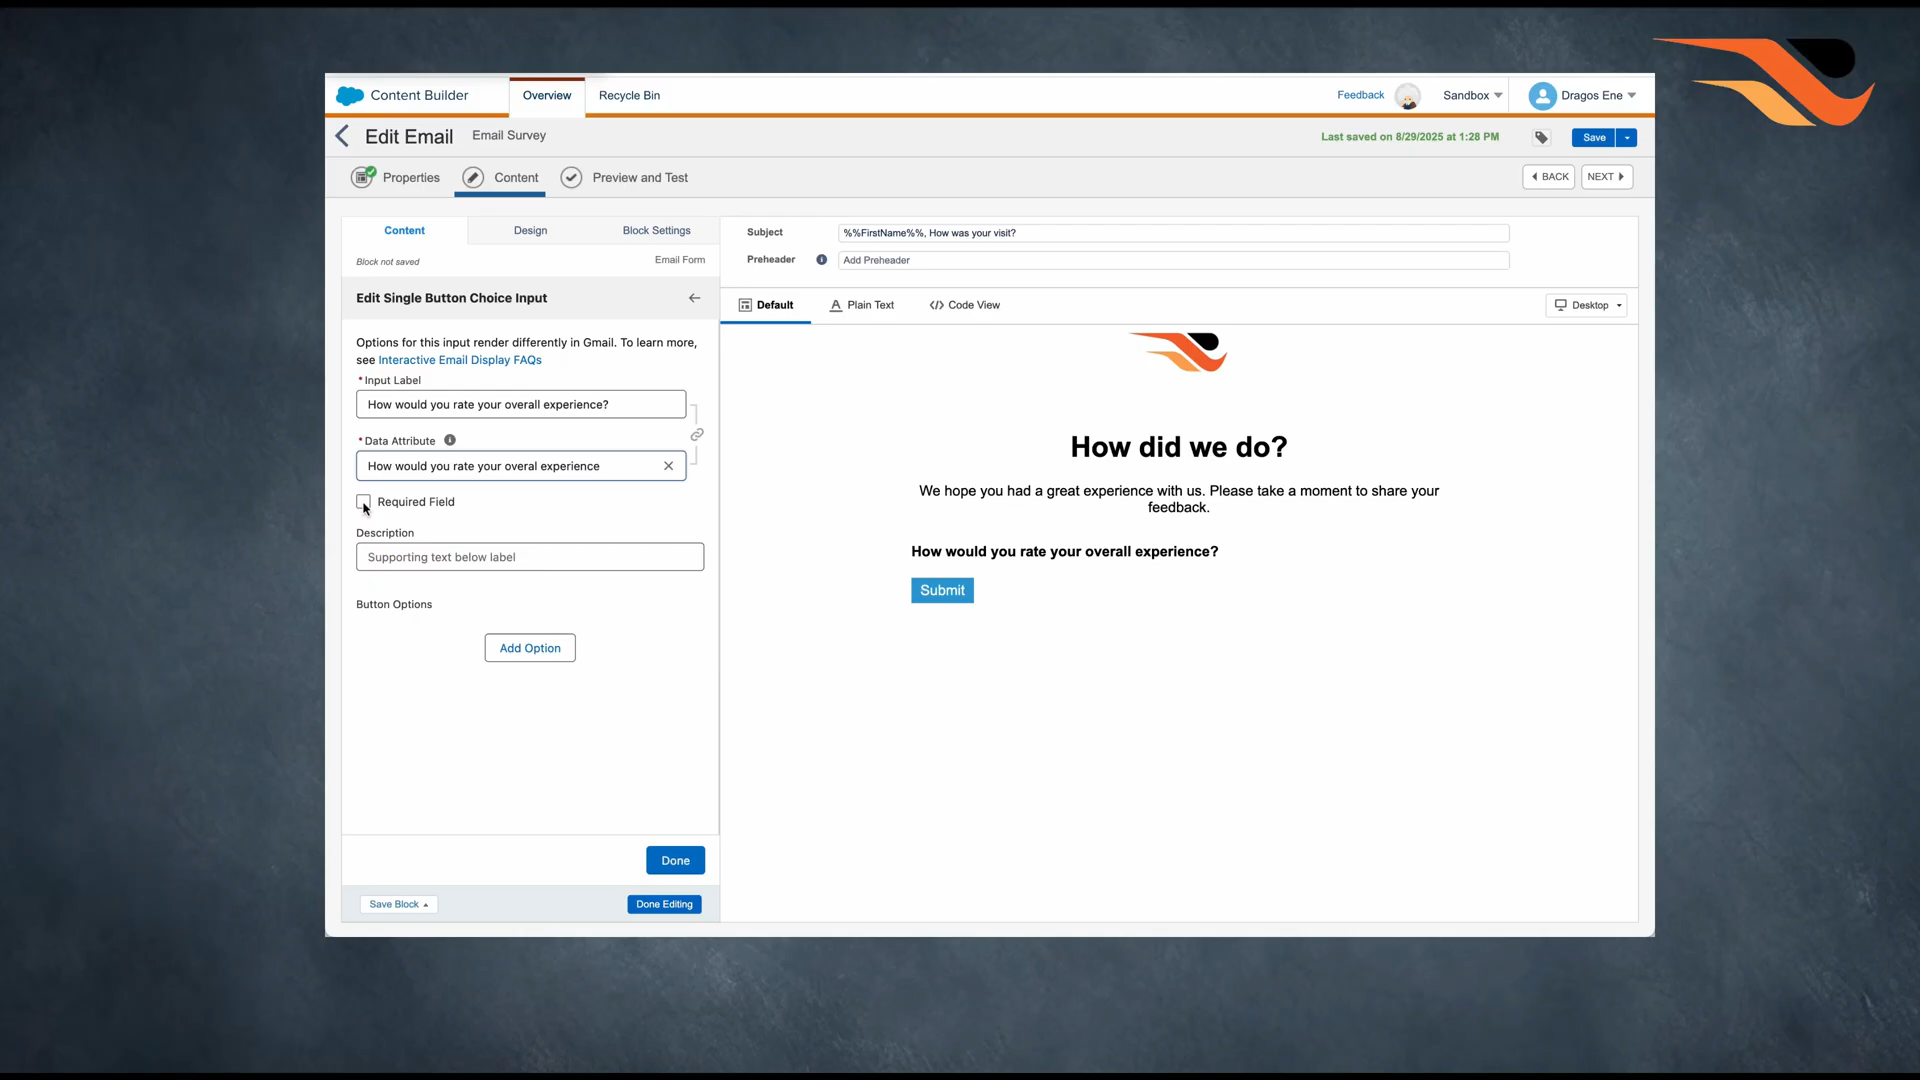 Content Builder
Overview
Recycle Bin
Feedback
Sandbox
Dragos Ene
Edit Email
Email Survey
Last saved on 8/29/2025 at 1:28 PM
Save
Properties
Content
Preview and Test
BACK
NEXT
Content
Design
Block Settings
Block not saved
Email Form
Edit Single Button Choice Input
Options for this input render differently in Gmail. To learn more,
see Interactive Email Display FAQs
* Input Label
How would you rate your overall experience?
* Data Attribute
How would you rate your overal experience
Required Field
Description
Supporting text below label
Button Options
Add Option
Done
Save Block
Done Editing
Subject
%%FirstName%%, How was your visit?
Preheader
Add Preheader
Default
Plain Text
Code View
Desktop
How did we do?
We hope you had a great experience with us. Please take a moment to share your
feedback.
How would you rate your overall experience?
Submit